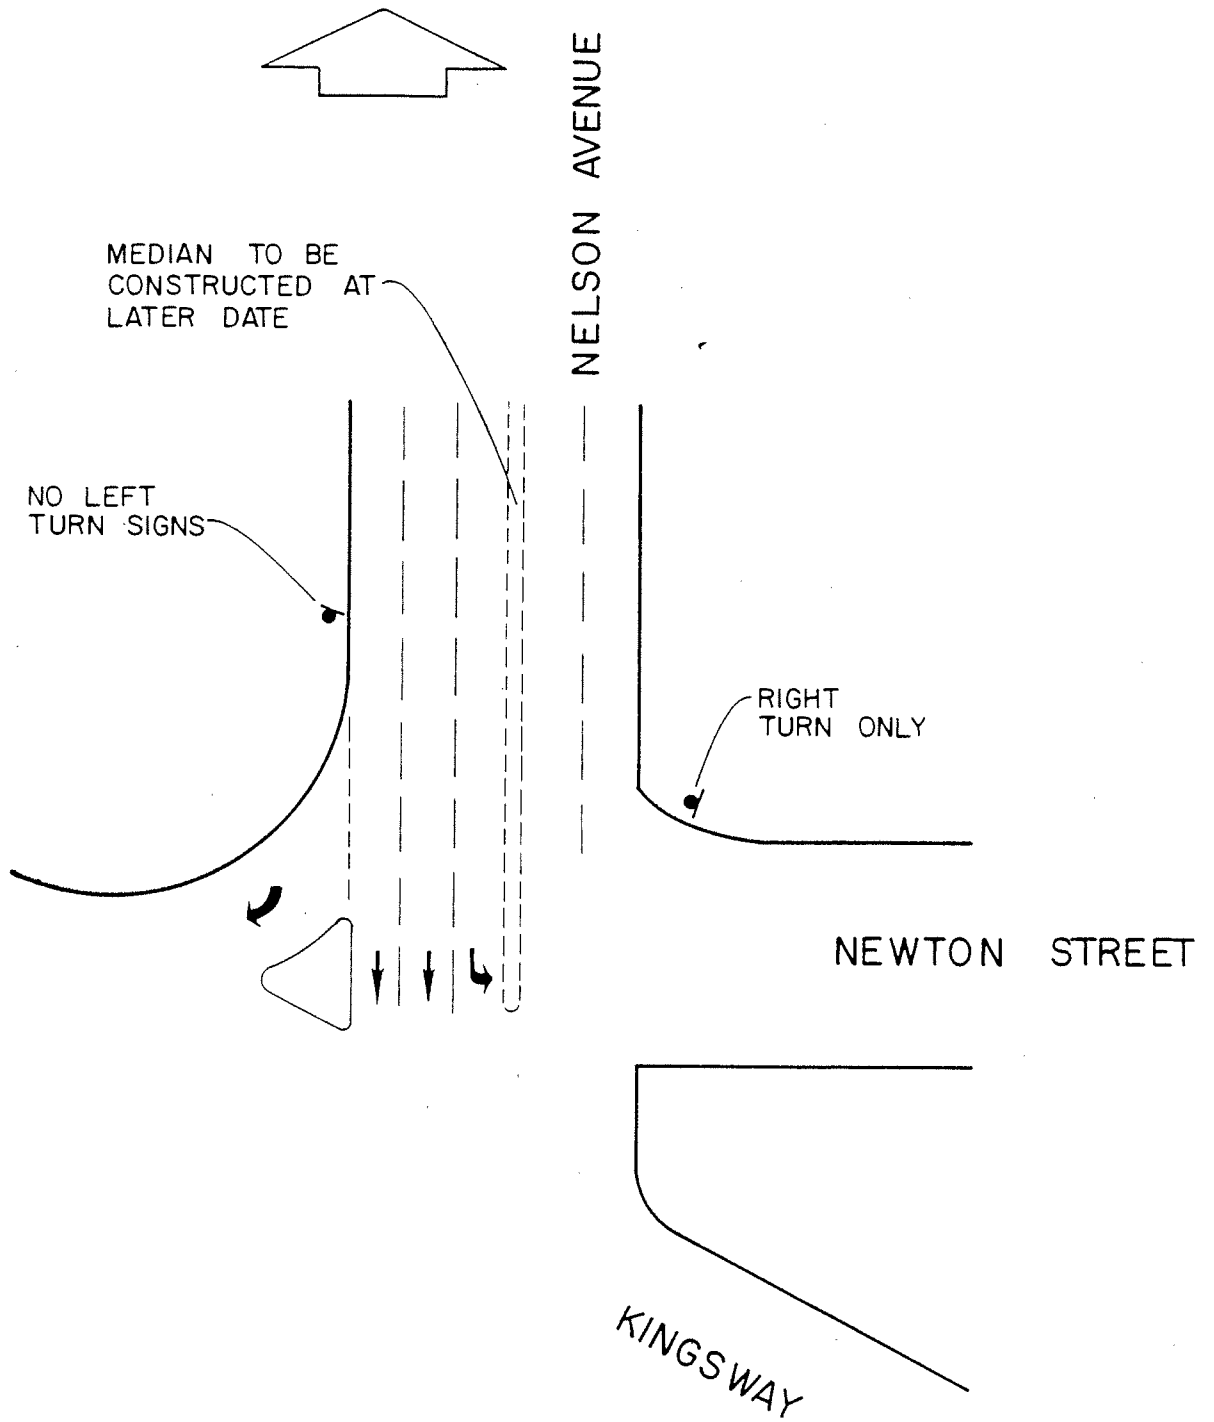 NELSON AVENUE
MEDIAN TO BE
CONSTRUCTED AT
LATER DATE
NO LEFT
TURN SIGNS
RIGHT
TURN ONLY
NEWTON STREET
KINGSWAY